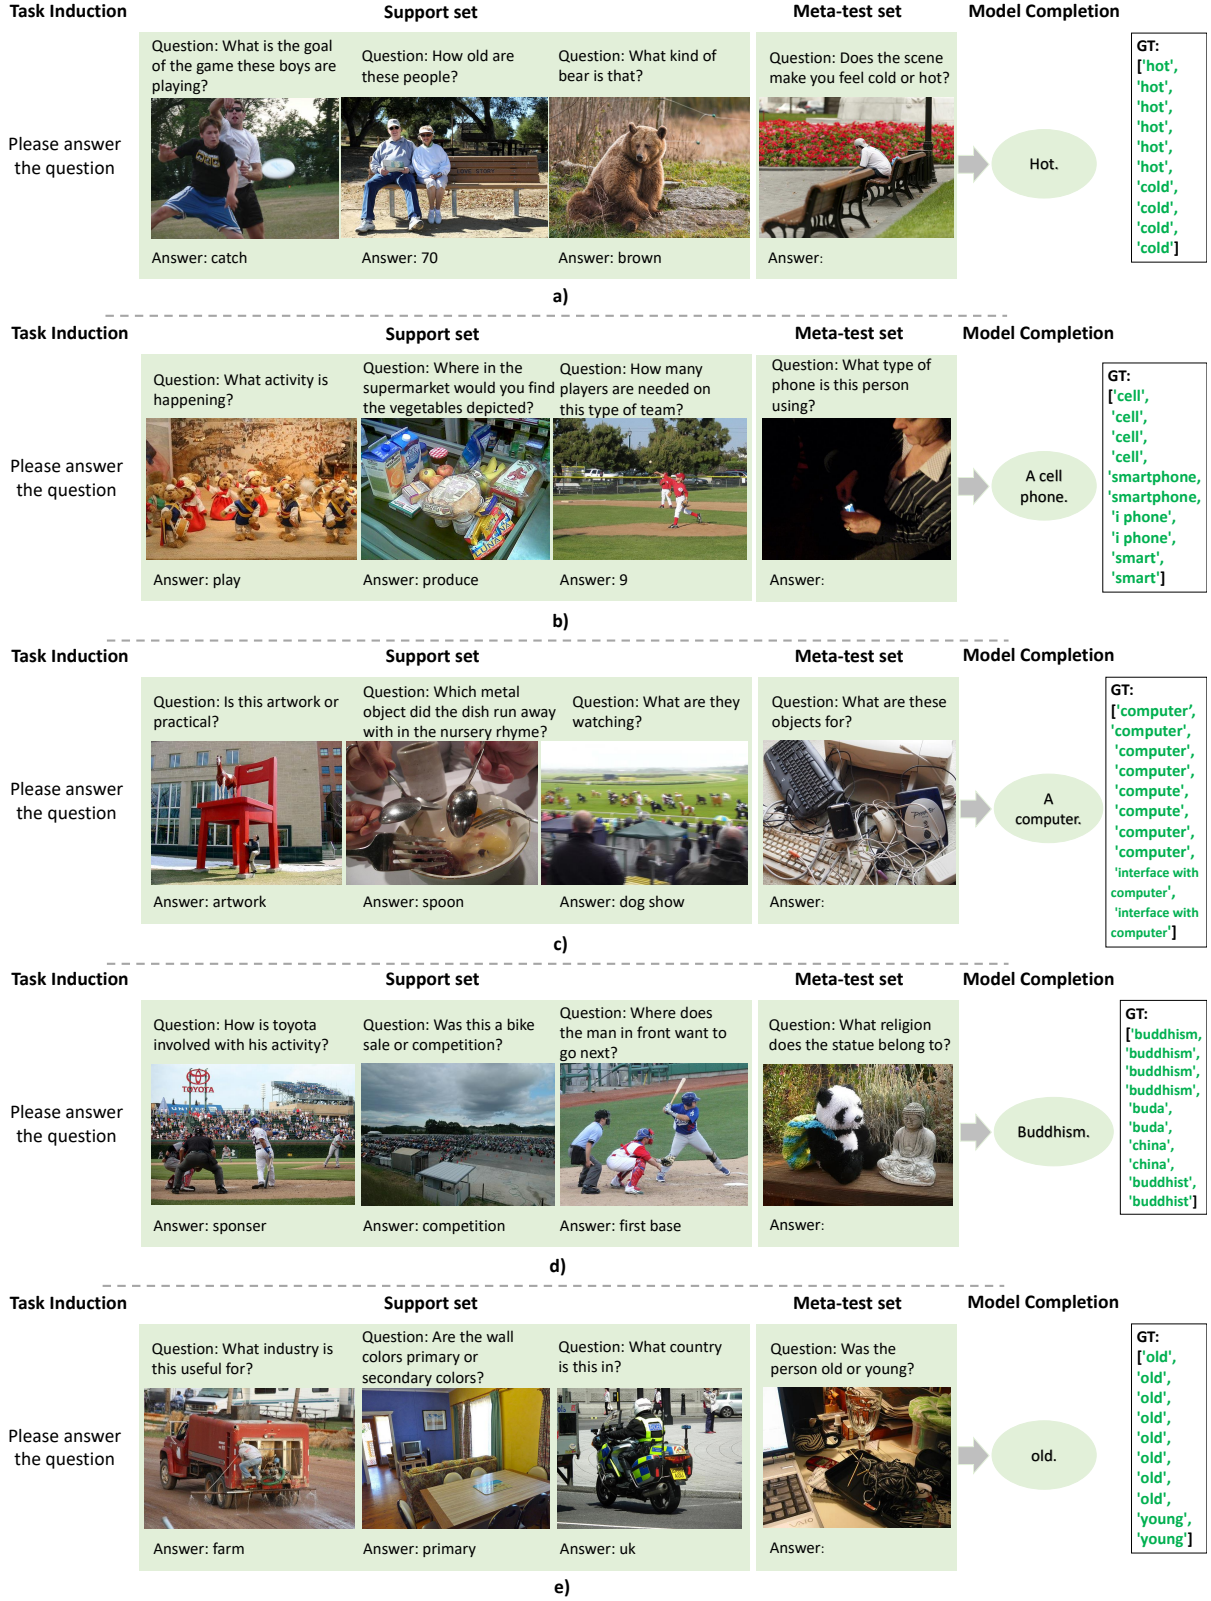 Task Induction
Support set
Meta-test set
Model Completion
Please answer
the question
Question: What is the goal
of the game these boys are
playing?
Answer: catch
Question: How old are
these people?
LOVE STORY
Answer: 70
Question: What kind of
bear is that?
Answer: brown
Question: Does the scene
make you feel cold or hot?
Answer:
Hot.
GT:
['hot',
'hot',
'hot',
'hot',
'hot',
'hot',
'cold',
'cold',
'cold',
'cold']
a)
Task Induction
Support set
Meta-test set
Model Completion
Please answer
the question
Question: What activity is
happening?
Answer: play
Question: Where in the
supermarket would you find
the vegetables depicted?
LUNA
Answer: produce
Question: How many
players are needed on
this type of team?
Answer: 9
Question: What type of
phone is this person
using?
Answer:
A cell
phone.
GT:
['cell',
'cell',
'cell',
'cell',
'smartphone,
'smartphone,
'i phone',
'i phone',
'smart',
'smart']
b)
Task Induction
Support set
Meta-test set
Model Completion
Please answer
the question
Question: Is this artwork or
practical?
Answer: artwork
Question: Which metal
object did the dish run away
with in the nursery rhyme?
Answer: spoon
Question: What are they
watching?
Answer: dog show
Question: What are these
objects for?
Answer:
A
computer.
GT:
['computer',
'computer',
'computer',
'computer',
'compute',
'compute',
'computer',
'computer',
'interface with
computer',
'interface with
computer']
c)
Task Induction
Support set
Meta-test set
Model Completion
Please answer
the question
Question: How is toyota
involved with his activity?
TOYOTA
UNITED
Answer: sponser
Question: Was this a bike
sale or competition?
Answer: competition
Question: Where does
the man in front want to
go next?
Answer: first base
Question: What religion
does the statue belong to?
Answer:
Buddhism.
GT:
['buddhism,
'buddhism',
'buddhism',
'buddhism',
'buda',
'buda',
'china',
'china',
'buddhist',
'buddhist']
d)
Task Induction
Support set
Meta-test set
Model Completion
Please answer
the question
Question: What industry is
this useful for?
Answer: farm
Question: Are the wall
colors primary or
secondary colors?
Answer: primary
Question: What country
is this in?
Answer: uk
Question: Was the
person old or young?
VAIO
Answer:
old.
GT:
['old',
'old',
'old',
'old',
'old',
'old',
'old',
'old',
'young',
'young']
e)